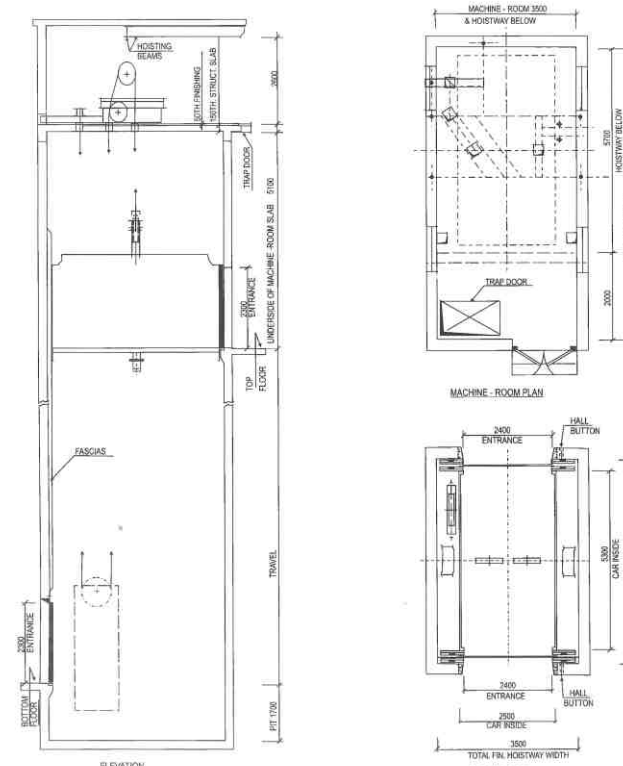 HOISTING
BEAMS
50TH. FINISHING
150TH. STRUCT. SLAB
2600
TRAP DOOR
5100
UNDERSIDE OF MACHINE-ROOM SLAB
2300
ENTRANCE
TOP
FLOOR
FASCIAS
TRAVEL
2300
ENTRANCE
BOTTOM
FLOOR
PIT 1700
ELEVATION
MACHINE - ROOM 3500
& HOISTWAY BELOW
5700
HOISTWAY BELOW
2000
TRAP DOOR
MACHINE - ROOM PLAN
2400
ENTRANCE
HALL
BUTTON
5300
CAR INSIDE
2400
ENTRANCE
HALL
BUTTON
2500
CAR INSIDE
3500
TOTAL FIN. HOISTWAY WIDTH